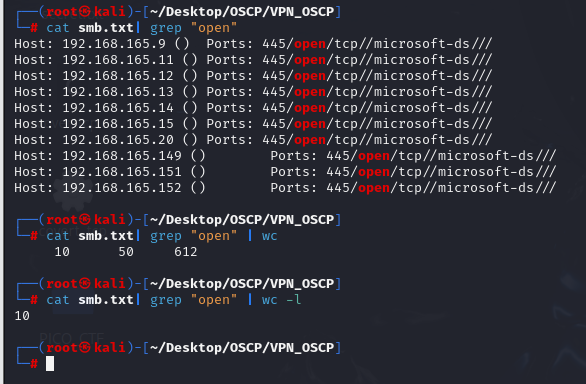 ┌──(root㉿kali)-[~/Desktop/OSCP/VPN_OSCP]
└─# cat smb.txt| grep "open"
Host: 192.168.165.9 ()  Ports: 445/open/tcp//microsoft-ds///
Host: 192.168.165.11 () Ports: 445/open/tcp//microsoft-ds///
Host: 192.168.165.12 () Ports: 445/open/tcp//microsoft-ds///
Host: 192.168.165.13 () Ports: 445/open/tcp//microsoft-ds///
Host: 192.168.165.14 () Ports: 445/open/tcp//microsoft-ds///
Host: 192.168.165.15 () Ports: 445/open/tcp//microsoft-ds///
Host: 192.168.165.20 () Ports: 445/open/tcp//microsoft-ds///
Host: 192.168.165.149 ()        Ports: 445/open/tcp//microsoft-ds///
Host: 192.168.165.151 ()        Ports: 445/open/tcp//microsoft-ds///
Host: 192.168.165.152 ()        Ports: 445/open/tcp//microsoft-ds///
┌──(root㉿kali)-[~/Desktop/OSCP/VPN_OSCP]
└─# cat smb.txt| grep "open" | wc
     10      50     612
┌──(root㉿kali)-[~/Desktop/OSCP/VPN_OSCP]
└─# cat smb.txt| grep "open" | wc -l
10
PICO_CTF
┌──(root㉿kali)-[~/Desktop/OSCP/VPN_OSCP]
└─#